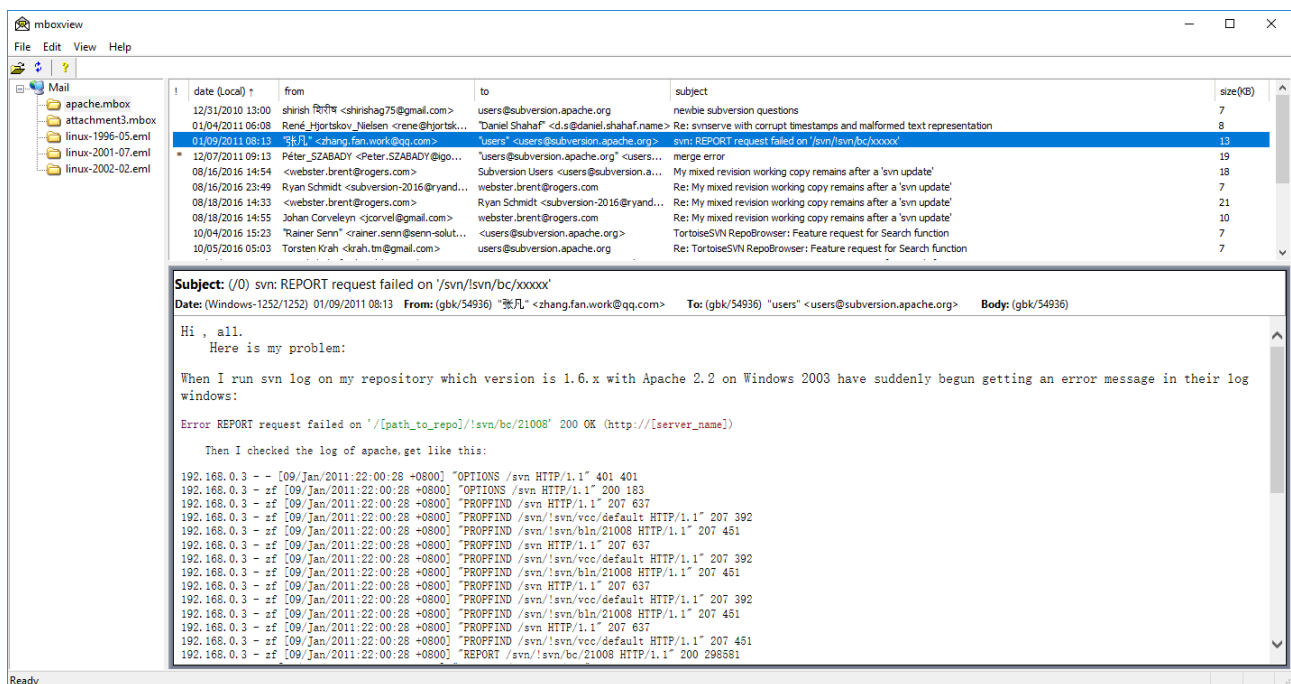 mboxview
File Edit View Help
Mail
apache.mbox
attachment3.mbox
linux-1996-05.eml
linux-2001-07.eml
linux-2002-02.eml
! date (Local) ↑ from to subject size(KB)
12/31/2010 13:00 shirish शिरीष <shirishag75@gmail.com> users@subversion.apache.org newbie subversion questions 7
01/04/2011 06:08 René_Hjortskov_Nielsen <rene@hjortsk... "Daniel Shahaf" <d.s@daniel.shahaf.name> Re: svnserve with corrupt timestamps and malformed text representation 8
01/09/2011 08:13 "张凡" <zhang.fan.work@qq.com> "users" <users@subversion.apache.org> svn: REPORT request failed on '/svn/!svn/bc/xxxxx' 13
* 12/07/2011 09:13 Péter_SZABADY <Peter.SZABADY@igo... "users@subversion.apache.org" <users... merge error 19
08/16/2016 14:54 <webster.brent@rogers.com> Subversion Users <users@subversion.a... My mixed revision working copy remains after a 'svn update' 18
08/16/2016 23:49 Ryan Schmidt <subversion-2016@ryand... webster.brent@rogers.com Re: My mixed revision working copy remains after a 'svn update' 7
08/18/2016 14:33 <webster.brent@rogers.com> Ryan Schmidt <subversion-2016@ryand... Re: My mixed revision working copy remains after a 'svn update' 21
08/18/2016 14:55 Johan Corveleyn <jcorvel@gmail.com> webster.brent@rogers.com Re: My mixed revision working copy remains after a 'svn update' 10
10/04/2016 15:23 "Rainer Senn" <rainer.senn@senn-solut... <users@subversion.apache.org> TortoiseSVN RepoBrowser: Feature request for Search function 7
10/05/2016 05:03 Torsten Krah <krah.tm@gmail.com> users@subversion.apache.org Re: TortoiseSVN RepoBrowser: Feature request for Search function 7
Subject: (/0) svn: REPORT request failed on '/svn/!svn/bc/xxxxx'
Date: (Windows-1252/1252) 01/09/2011 08:13 From: (gbk/54936) "张凡" <zhang.fan.work@qq.com> To: (gbk/54936) "users" <users@subversion.apache.org> Body: (gbk/54936)
Hi , all.
Here is my problem:
When I run svn log on my repository which version is 1.6.x with Apache 2.2 on Windows 2003 have suddenly begun getting an error message in their log
windows:
Error REPORT request failed on '/[path_to_repo]/!svn/bc/21008' 200 OK (http://[server_name])
Then I checked the log of apache,get like this:
192.168.0.3 - - [09/Jan/2011:22:00:28 +0800] "OPTIONS /svn HTTP/1.1" 401 401
192.168.0.3 - zf [09/Jan/2011:22:00:28 +0800] "OPTIONS /svn HTTP/1.1" 200 183
192.168.0.3 - zf [09/Jan/2011:22:00:28 +0800] "PROPFIND /svn HTTP/1.1" 207 637
192.168.0.3 - zf [09/Jan/2011:22:00:28 +0800] "PROPFIND /svn/!svn/vcc/default HTTP/1.1" 207 392
192.168.0.3 - zf [09/Jan/2011:22:00:28 +0800] "PROPFIND /svn/!svn/bln/21008 HTTP/1.1" 207 451
192.168.0.3 - zf [09/Jan/2011:22:00:28 +0800] "PROPFIND /svn HTTP/1.1" 207 637
192.168.0.3 - zf [09/Jan/2011:22:00:28 +0800] "PROPFIND /svn/!svn/vcc/default HTTP/1.1" 207 392
192.168.0.3 - zf [09/Jan/2011:22:00:28 +0800] "PROPFIND /svn/!svn/bln/21008 HTTP/1.1" 207 451
192.168.0.3 - zf [09/Jan/2011:22:00:28 +0800] "PROPFIND /svn HTTP/1.1" 207 637
192.168.0.3 - zf [09/Jan/2011:22:00:28 +0800] "PROPFIND /svn/!svn/vcc/default HTTP/1.1" 207 392
192.168.0.3 - zf [09/Jan/2011:22:00:28 +0800] "PROPFIND /svn/!svn/bln/21008 HTTP/1.1" 207 451
192.168.0.3 - zf [09/Jan/2011:22:00:28 +0800] "PROPFIND /svn HTTP/1.1" 207 637
192.168.0.3 - zf [09/Jan/2011:22:00:28 +0800] "PROPFIND /svn/!svn/vcc/default HTTP/1.1" 207 451
192.168.0.3 - zf [09/Jan/2011:22:00:28 +0800] "REPORT /svn/!svn/bc/21008 HTTP/1.1" 200 298581
Ready